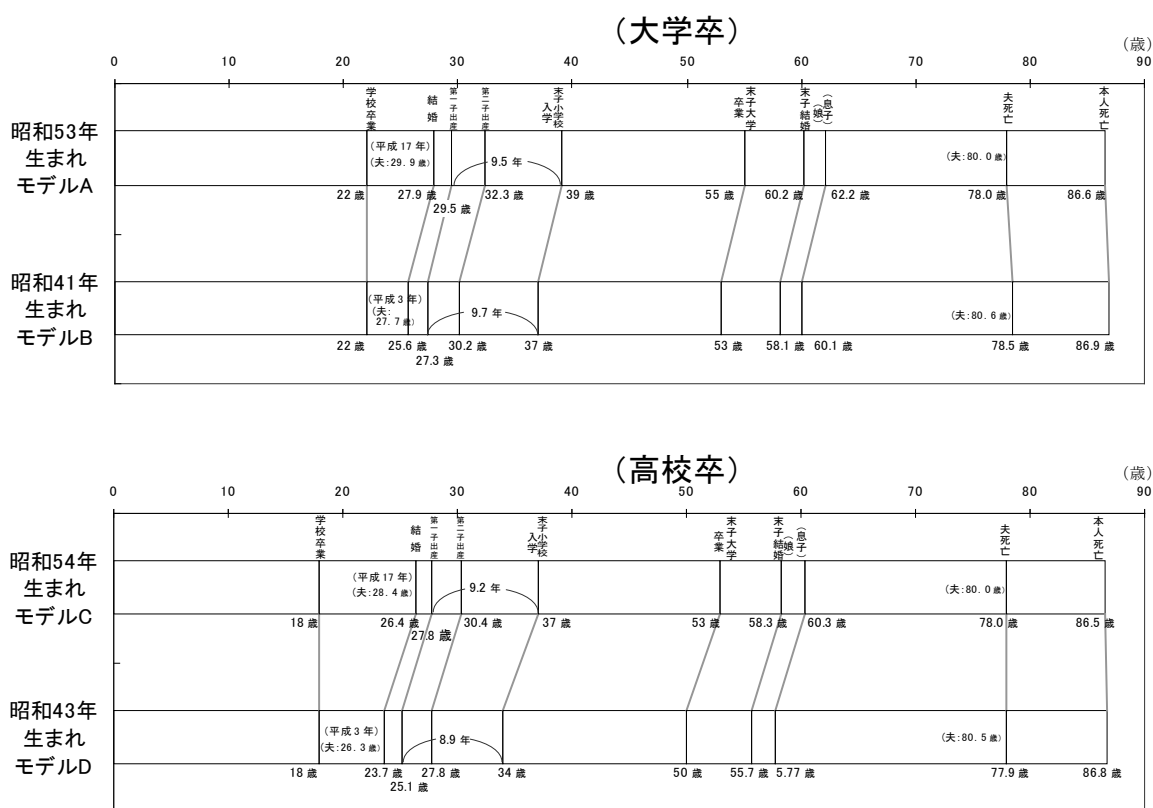 （大学卒）
（歳）
0 10 20 30 40 50 60 70 80 90
学校卒業
結婚
第一子出産
第二子出産
末子小学校
入学
末子大学
卒業
末子結婚
（娘）
（息子）
夫死亡
本人死亡
昭和53年
生まれ
モデルA
（平成17年）
（夫:29.9歳）
9.5年
（夫:80.0歳）
22歳 27.9歳 32.3歳 39歳 55歳 60.2歳 62.2歳 78.0歳 86.6歳
29.5歳
昭和41年
生まれ
モデルB
（平成3年）
（夫:
27.7歳）
9.7年
（夫:80.6歳）
22歳 25.6歳 30.2歳 37歳 53歳 58.1歳 60.1歳 78.5歳 86.9歳
27.3歳
（高校卒）
（歳）
0 10 20 30 40 50 60 70 80 90
学校卒業
結婚
第一子出産
第二子出産
末子小学校
入学
末子大学
卒業
末子結婚
（娘）
（息子）
夫死亡
本人死亡
昭和54年
生まれ
モデルC
（平成17年）
（夫:28.4歳）
9.2年
（夫:80.0歳）
18歳 26.4歳 30.4歳 37歳 53歳 58.3歳 60.3歳 78.0歳 86.5歳
27.8歳
昭和43年
生まれ
モデルD
（平成3年）
（夫:26.3歳）
8.9年
（夫:80.5歳）
18歳 23.7歳 27.8歳 34歳 50歳 55.7歳 5.77歳 77.9歳 86.8歳
25.1歳